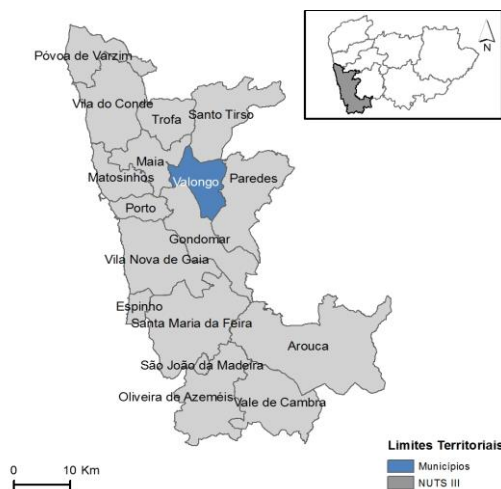 N
Póvoa de Varzim
Vila do Conde
Trofa
Santo Tirso
Maia
Matosinhos
Valongo
Paredes
Porto
Gondomar
Vila Nova de Gaia
Espinho
Santa Maria da Feira
Arouca
São João da Madeira
Oliveira de Azeméis
Vale de Cambra
0 10 Km
Limites Territoriais
Municípios
NUTS III